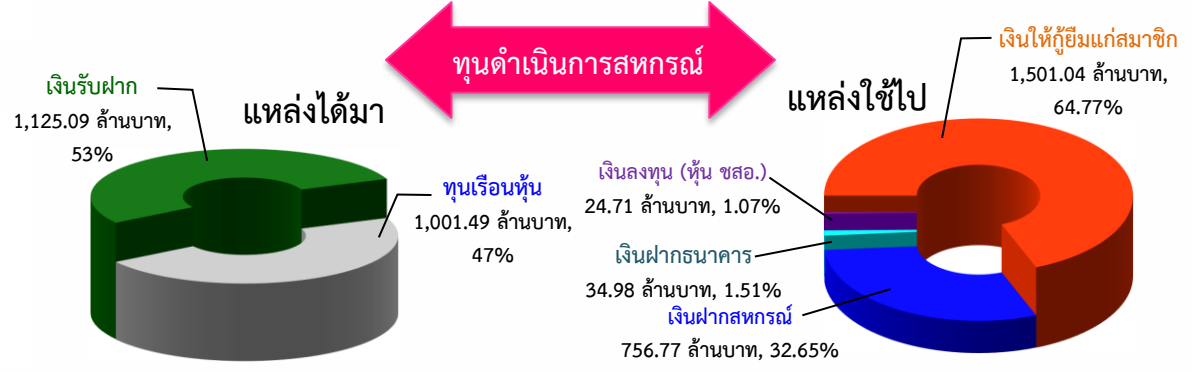 ทุนดำเนินการสหกรณ์
แหล่งได้มา
เงินรับฝาก
1,125.09 ล้านบาท,
53%
ทุนเรือนหุ้น
1,001.49 ล้านบาท,
47%
แหล่งใช้ไป
เงินให้กู้ยืมแก่สมาชิก
1,501.04 ล้านบาท,
64.77%
เงินลงทุน (หุ้น ชสอ.)
24.71 ล้านบาท, 1.07%
เงินฝากธนาคาร
34.98 ล้านบาท, 1.51%
เงินฝากสหกรณ์
756.77 ล้านบาท, 32.65%